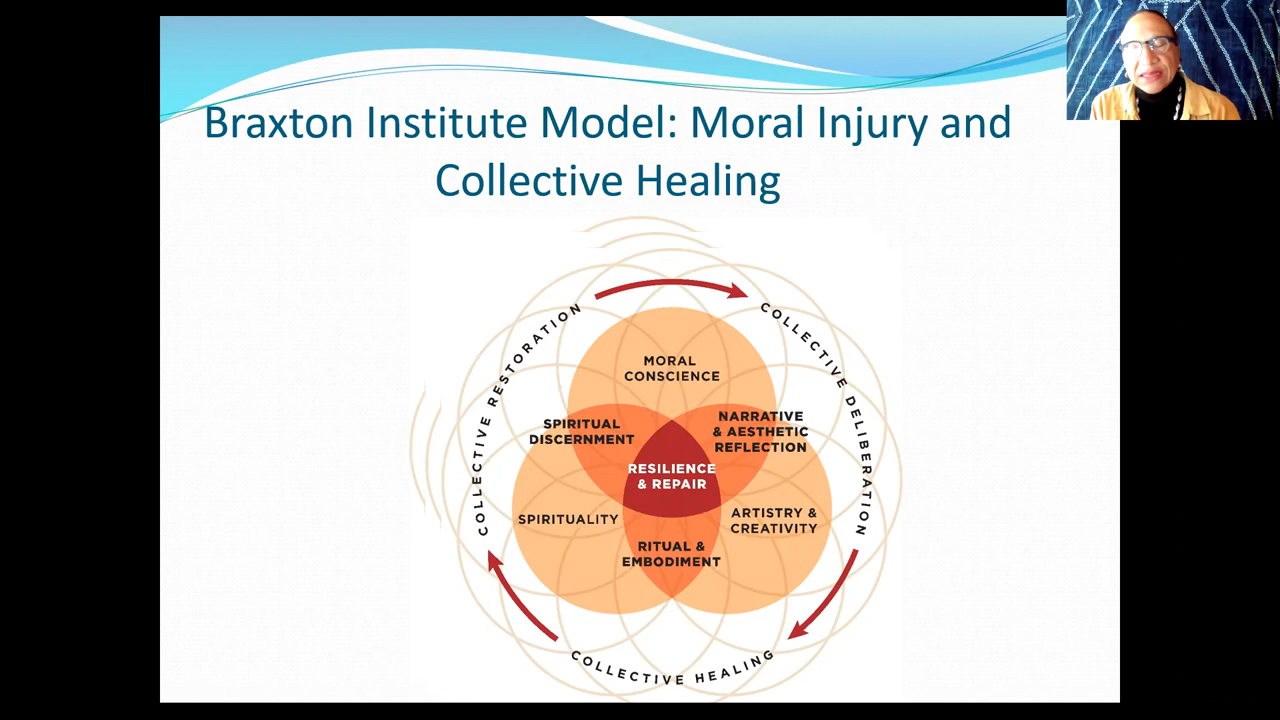 Braxton Institute Model: Moral Injury and
Collective Healing
COLLECTIVE RESTORATION
COLLECTIVE DELIBERATION
MORAL
CONSCIENCE
SPIRITUAL
DISCERNMENT
NARRATIVE
& AESTHETIC
REFLECTION
RESILIENCE
& REPAIR
SPIRITUALITY
ARTISTRY &
CREATIVITY
RITUAL &
EMBODIMENT
COLLECTIVE HEALING